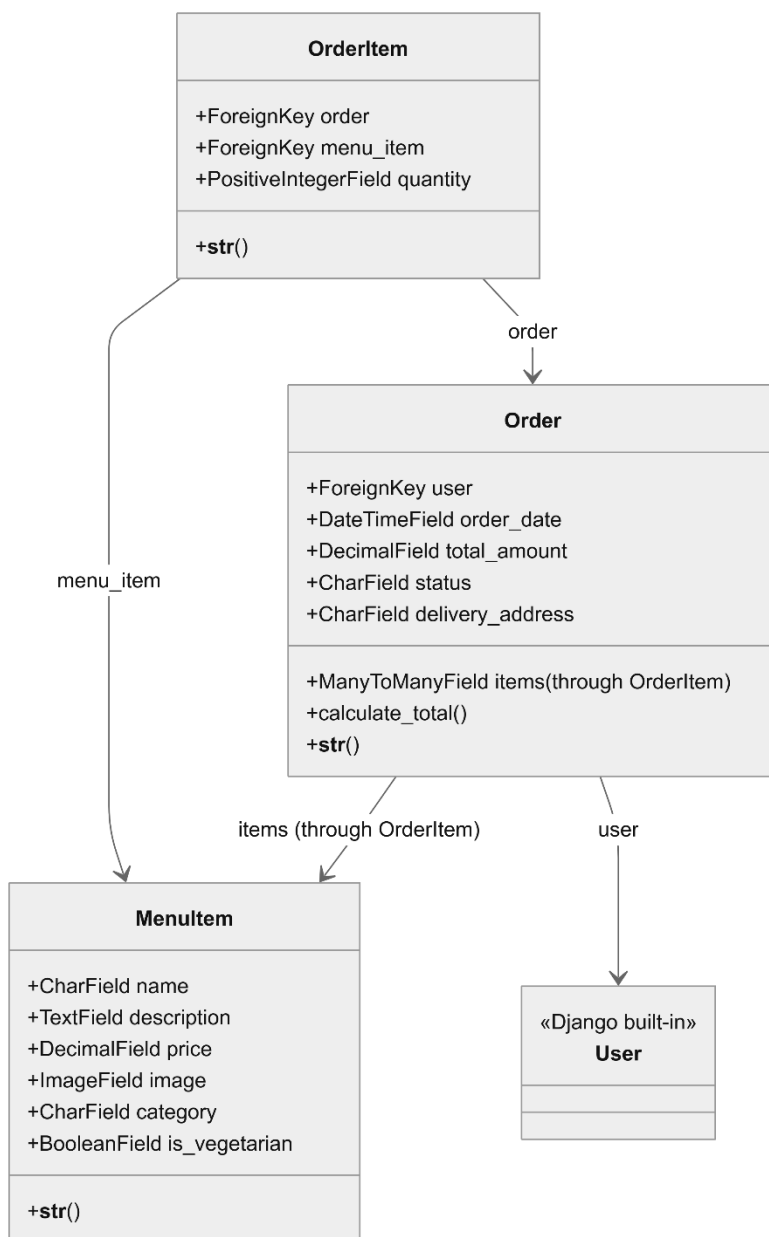 OrderItem
+ForeignKey order
+ForeignKey menu_item
+PositiveIntegerField quantity
+str()
order
Order
+ForeignKey user
+DateTimeField order_date
+DecimalField total_amount
+CharField status
+CharField delivery_address
+ManyToManyField items(through OrderItem)
+calculate_total()
+str()
menu_item
items (through OrderItem)
user
MenuItem
+CharField name
+TextField description
+DecimalField price
+ImageField image
+CharField category
+BooleanField is_vegetarian
+str()
«Django built-in»
User